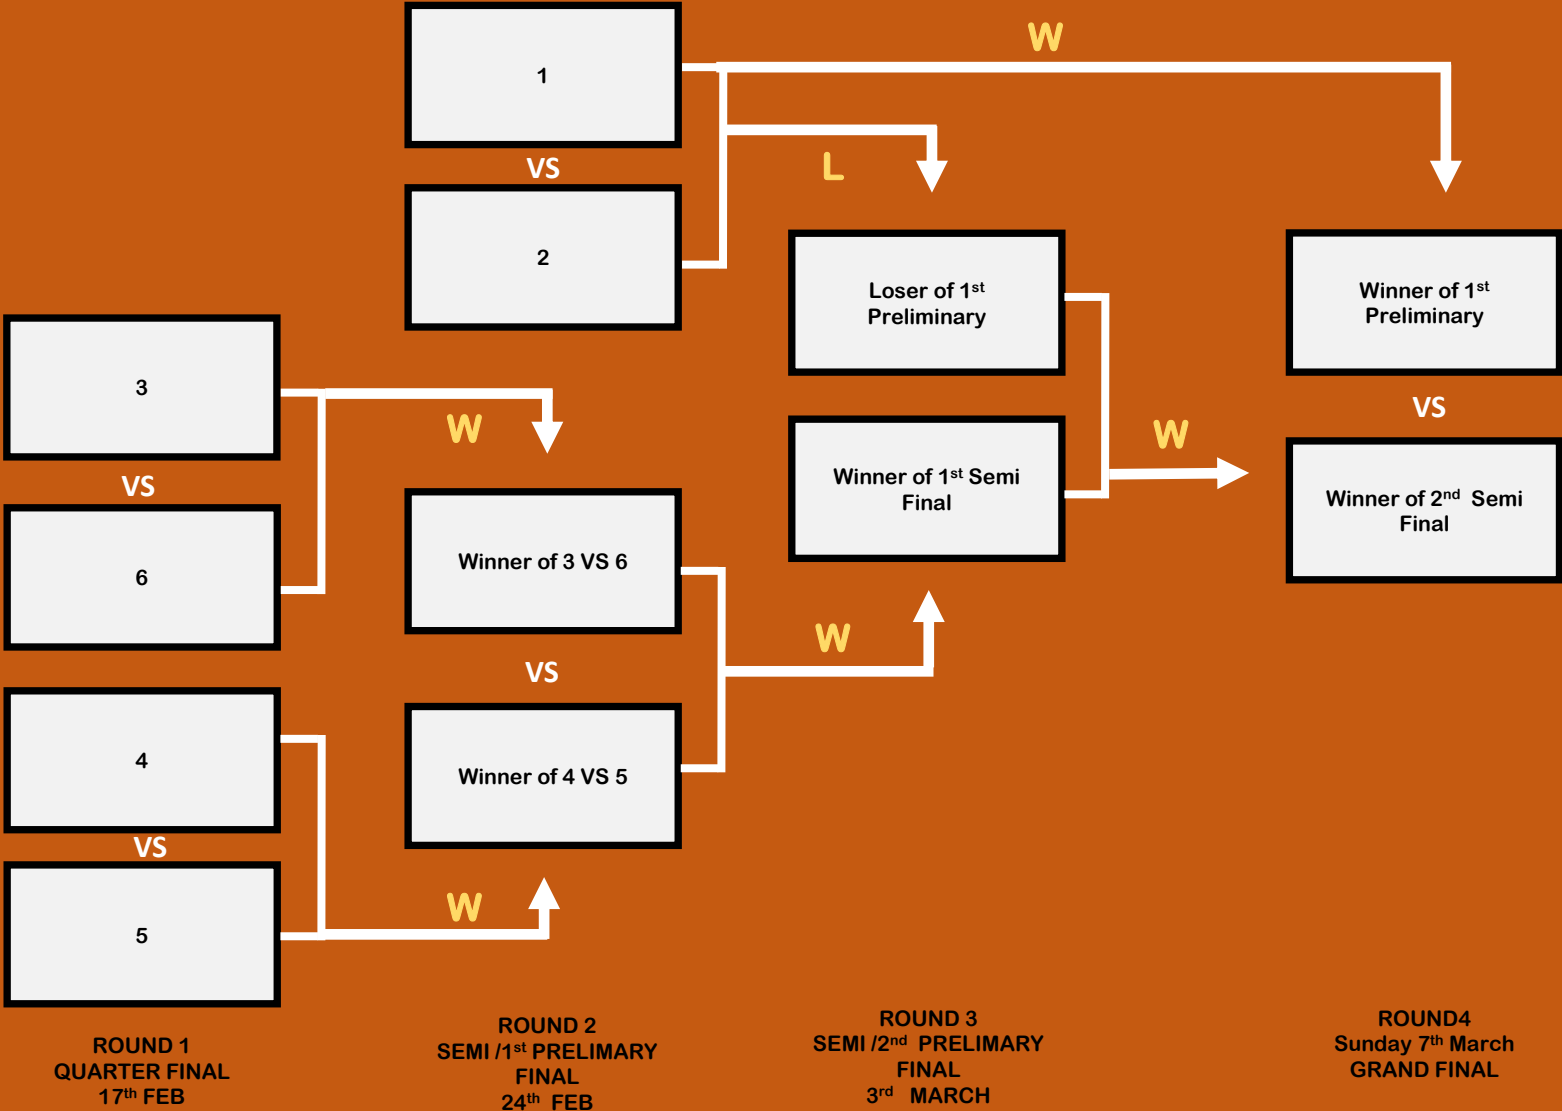 1
VS
2
W
L
3
VS
6
W
4
VS
5
W
Winner of 3 VS 6
VS
Winner of 4 VS 5
W
Loser of 1st
Preliminary
Winner of 1st Semi
Final
W
Winner of 1st
Preliminary
VS
Winner of 2nd Semi
Final
ROUND 1
QUARTER FINAL
17th FEB
ROUND 2
SEMI /1st PRELIMARY
FINAL
24th FEB
ROUND 3
SEMI /2nd PRELIMARY
FINAL
3rd MARCH
ROUND4
Sunday 7th March
GRAND FINAL